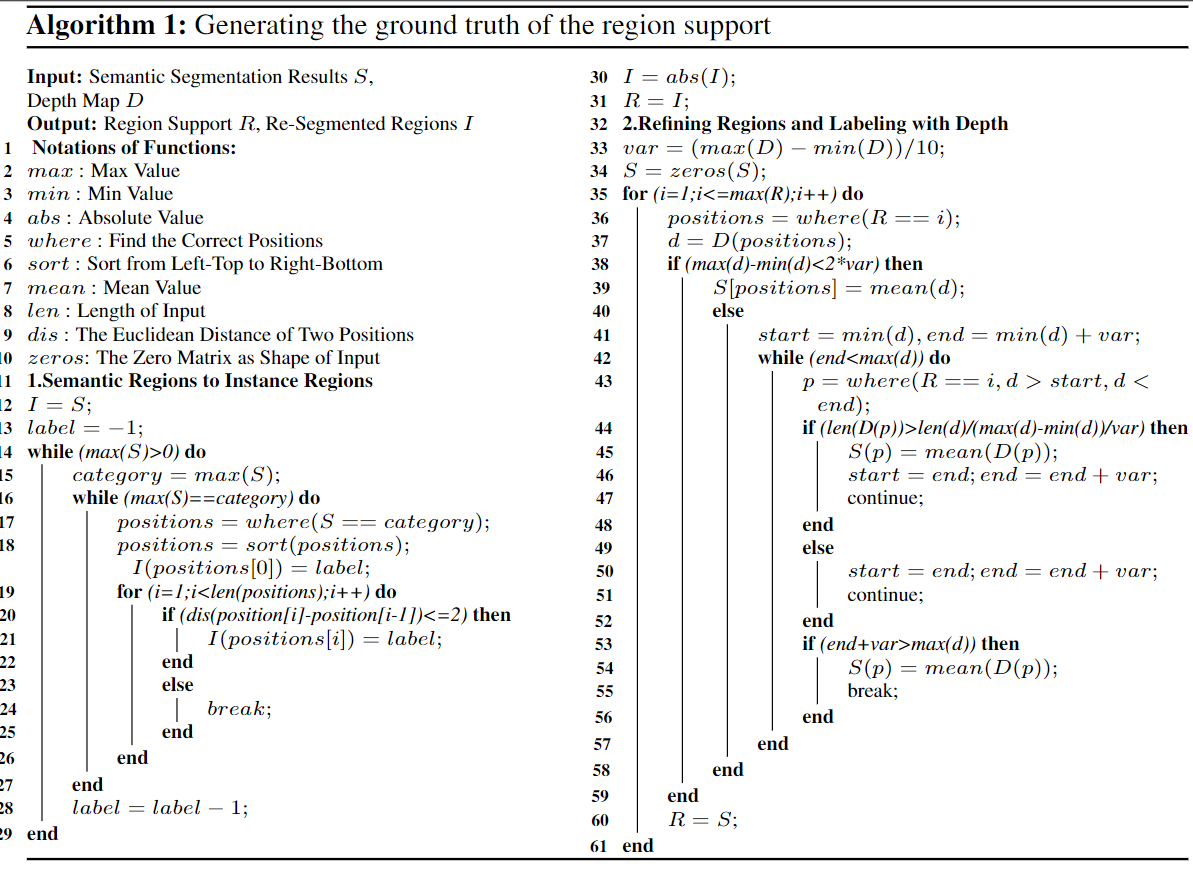 Algorithm 1: Generating the ground truth of the region support
Input: Semantic Segmentation Results S,
Depth Map D
Output: Region Support R, Re-Segmented Regions I
1 Notations of Functions:
2 max : Max Value
3 min : Min Value
4 abs : Absolute Value
5 where : Find the Correct Positions
6 sort : Sort from Left-Top to Right-Bottom
7 mean : Mean Value
8 len : Length of Input
9 dis : The Euclidean Distance of Two Positions
10 zeros: The Zero Matrix as Shape of Input
11 1.Semantic Regions to Instance Regions
12 I = S;
13 label = −1;
14 while (max(S)>0) do
15 category = max(S);
16 while (max(S)==category) do
17 positions = where(S == category);
18 positions = sort(positions);
I(positions[0]) = label;
19 for (i=1;i<len(positions);i++) do
20 if (dis(position[i]-position[i-1])<=2) then
21 I(positions[i]) = label;
22 end
23 else
24 break;
25 end
26 end
27 end
28 label = label − 1;
29 end
30 I = abs(I);
31 R = I;
32 2.Refining Regions and Labeling with Depth
33 var = (max(D) − min(D))/10;
34 S = zeros(S);
35 for (i=1;i<=max(R);i++) do
36 positions = where(R == i);
37 d = D(positions);
38 if (max(d)-min(d)<2*var) then
39 S[positions] = mean(d);
40 else
41 start = min(d), end = min(d) + var;
42 while (end<max(d)) do
43 p = where(R == i, d > start, d <
end);
44 if (len(D(p))>len(d)/(max(d)-min(d))/var) then
45 S(p) = mean(D(p));
46 start = end; end = end + var;
47 continue;
48 end
49 else
50 start = end; end = end + var;
51 continue;
52 end
53 if (end+var>max(d)) then
54 S(p) = mean(D(p));
55 break;
56 end
57 end
58 end
59 end
60 R = S;
61 end